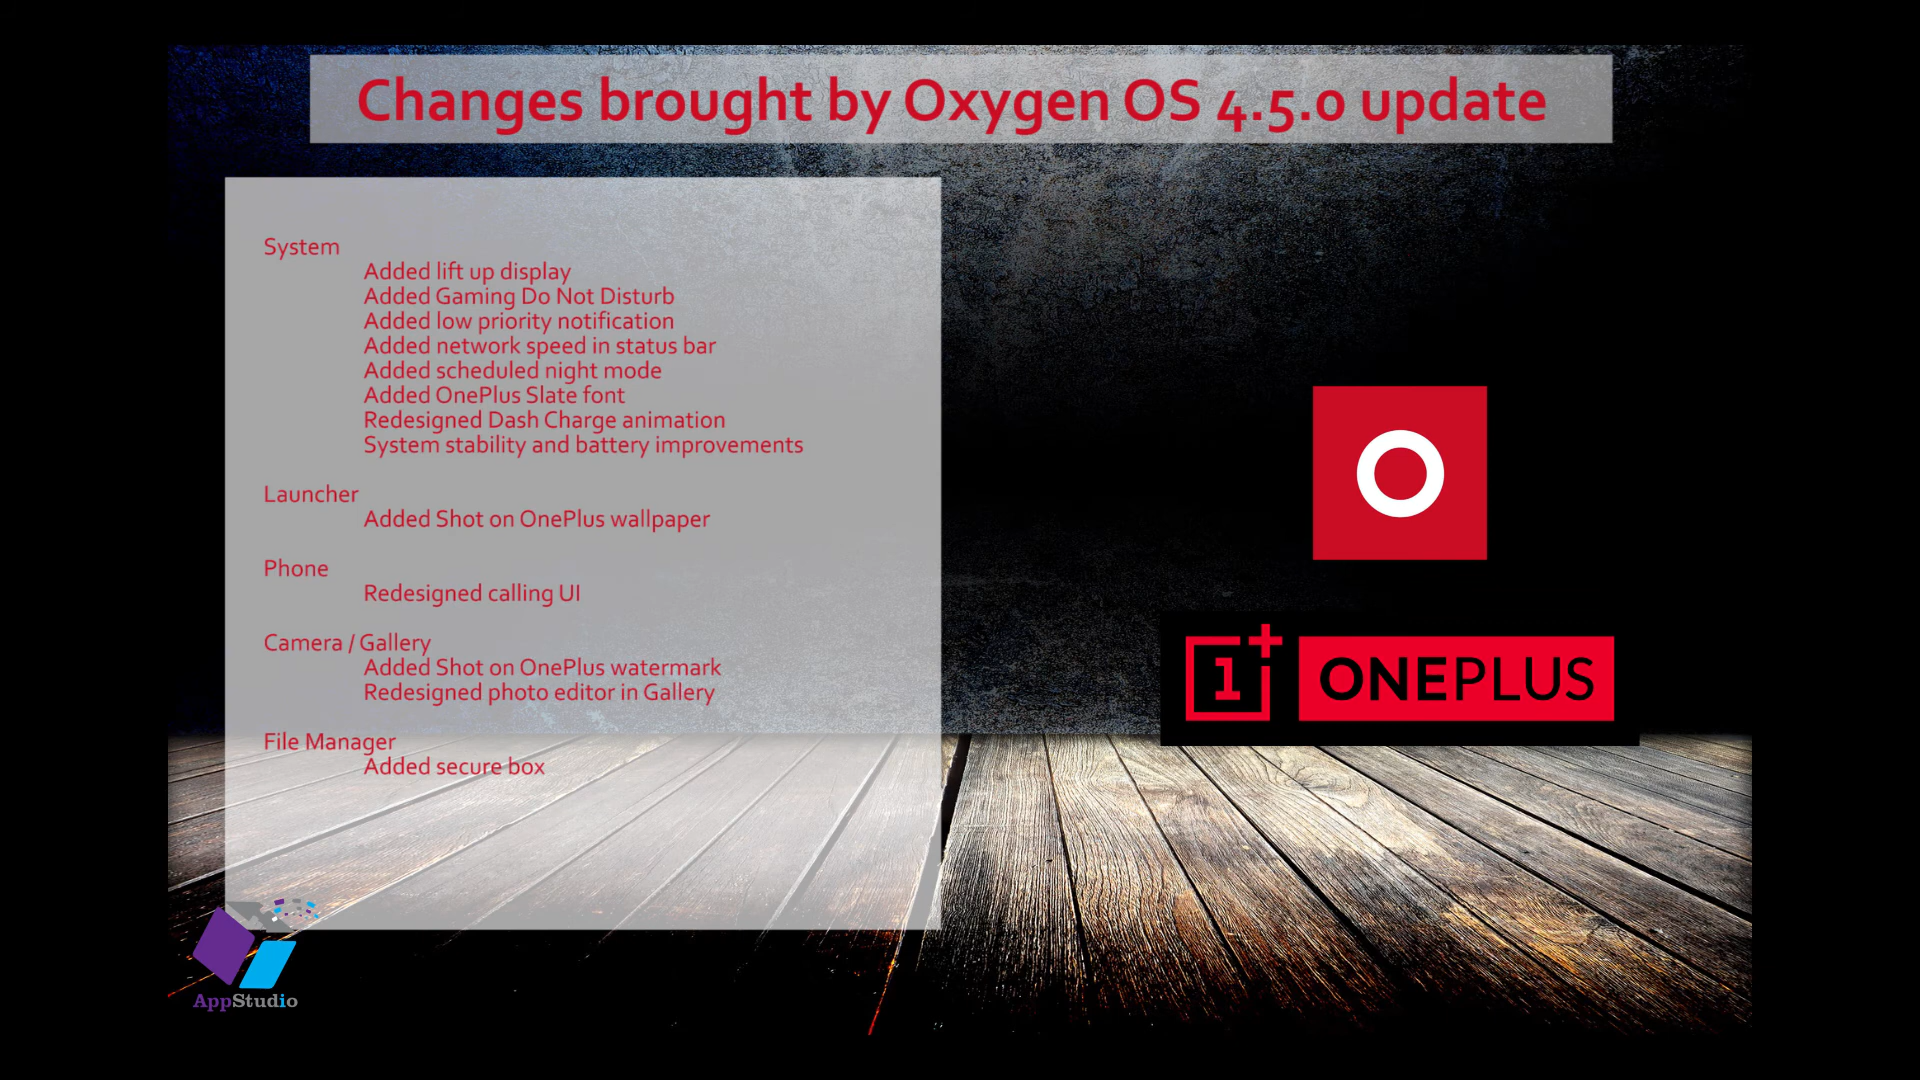 Changes brought by Oxygen OS 4.5.0 update
System
Added lift up display
Added Gaming Do Not Disturb
Added low priority notification
Added network speed in status bar
Added scheduled night mode
Added OnePlus Slate font
Redesigned Dash Charge animation
System stability and battery improvements
Launcher
Added Shot on OnePlus wallpaper
Phone
Redesigned calling UI
Camera / Gallery
Added Shot on OnePlus watermark
Redesigned photo editor in Gallery
File Manager
Added secure box
1+ ONEPLUS
AppStudio